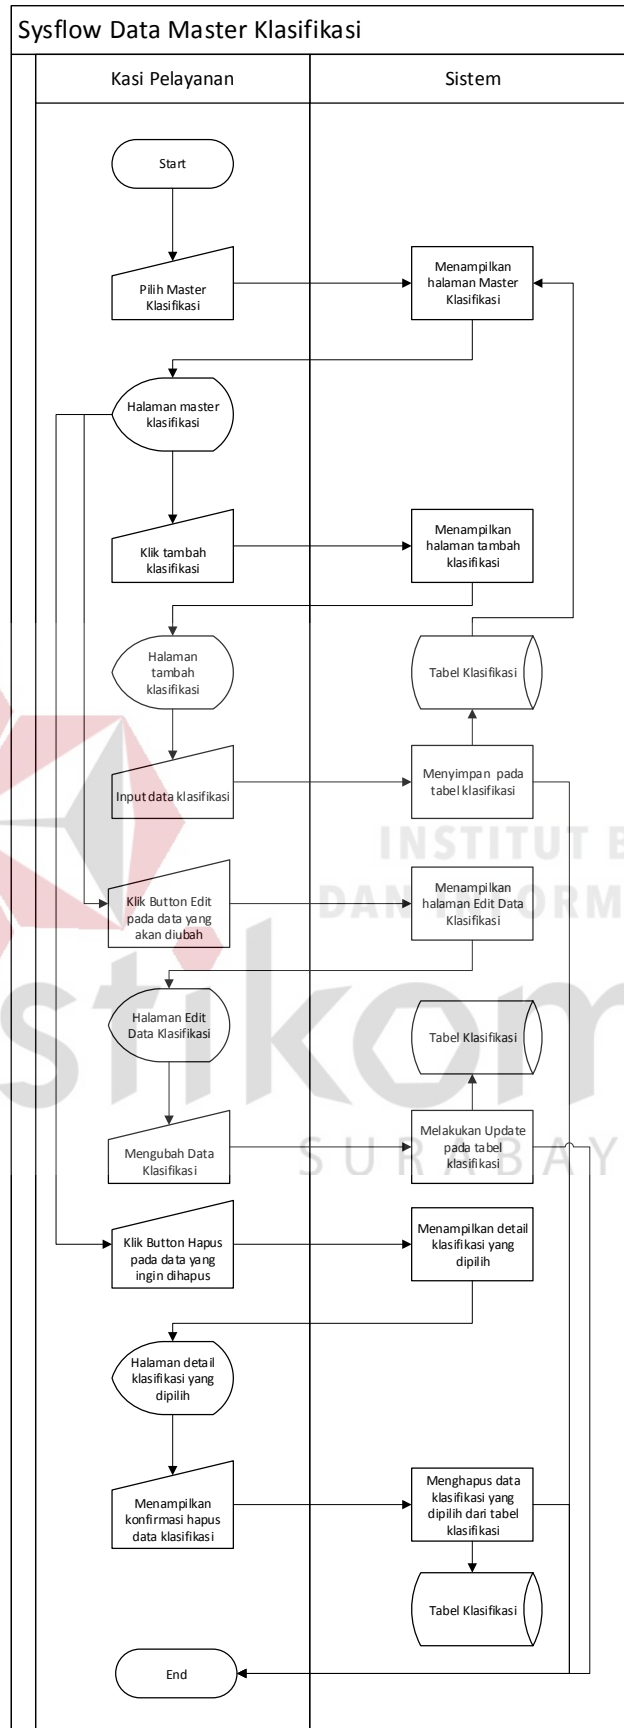 Sysflow Data Master Klasifikasi
Kasi Pelayanan
Sistem
Start
Pilih Master
Klasifikasi
Menampilkan
halaman Master
Klasifikasi
Halaman master
klasifikasi
Klik tambah
klasifikasi
Menampilkan
halaman tambah
klasifikasi
Halaman
tambah
klasifikasi
Tabel Klasifikasi
Input data klasifikasi
Menyimpan pada
tabel klasifikasi
INSTITUT B
DAN INFORM
Klik Button Edit
pada data yang
akan diubah
Menampilkan
halaman Edit Data
Klasifikasi
Halaman Edit
Data Klasifikasi
Tabel Klasifikasi
stikom
Mengubah Data
Klasifikasi
Melakukan Update
pada tabel
klasifikasi
SURABAY
Klik Button Hapus
pada data yang
ingin dihapus
Menampilkan detail
klasifikasi yang
dipilih
Halaman detail
klasifikasi yang
dipilih
Menampilkan
konfirmasi hapus
data klasifikasi
Menghapus data
klasifikasi yang
dipilih dari tabel
klasifikasi
Tabel Klasifikasi
End